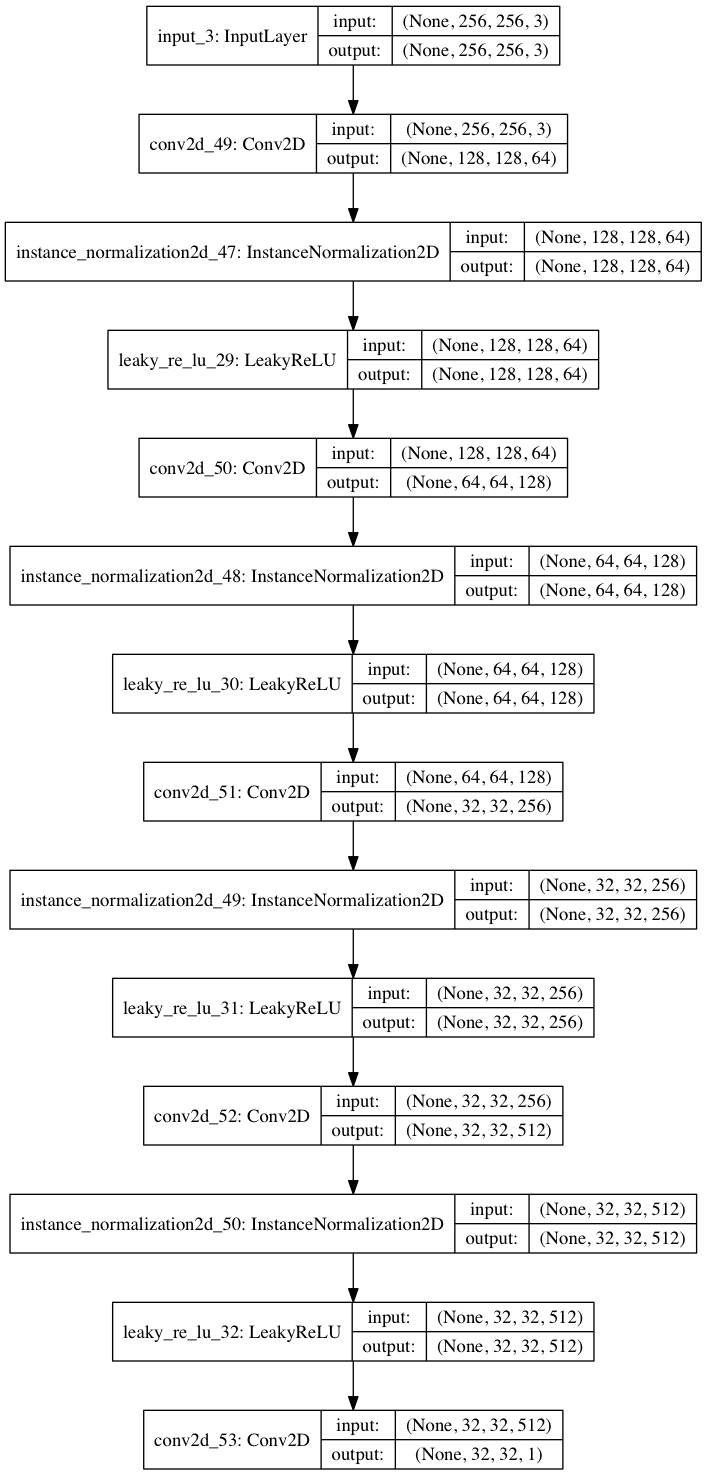 input_3: InputLayer
input: (None, 256, 256, 3)
output: (None, 256, 256, 3)
conv2d_49: Conv2D
input: (None, 256, 256, 3)
output: (None, 128, 128, 64)
instance_normalization2d_47: InstanceNormalization2D
input: (None, 128, 128, 64)
output: (None, 128, 128, 64)
leaky_re_lu_29: LeakyReLU
input: (None, 128, 128, 64)
output: (None, 128, 128, 64)
conv2d_50: Conv2D
input: (None, 128, 128, 64)
output: (None, 64, 64, 128)
instance_normalization2d_48: InstanceNormalization2D
input: (None, 64, 64, 128)
output: (None, 64, 64, 128)
leaky_re_lu_30: LeakyReLU
input: (None, 64, 64, 128)
output: (None, 64, 64, 128)
conv2d_51: Conv2D
input: (None, 64, 64, 128)
output: (None, 32, 32, 256)
instance_normalization2d_49: InstanceNormalization2D
input: (None, 32, 32, 256)
output: (None, 32, 32, 256)
leaky_re_lu_31: LeakyReLU
input: (None, 32, 32, 256)
output: (None, 32, 32, 256)
conv2d_52: Conv2D
input: (None, 32, 32, 256)
output: (None, 32, 32, 512)
instance_normalization2d_50: InstanceNormalization2D
input: (None, 32, 32, 512)
output: (None, 32, 32, 512)
leaky_re_lu_32: LeakyReLU
input: (None, 32, 32, 512)
output: (None, 32, 32, 512)
conv2d_53: Conv2D
input: (None, 32, 32, 512)
output: (None, 32, 32, 1)